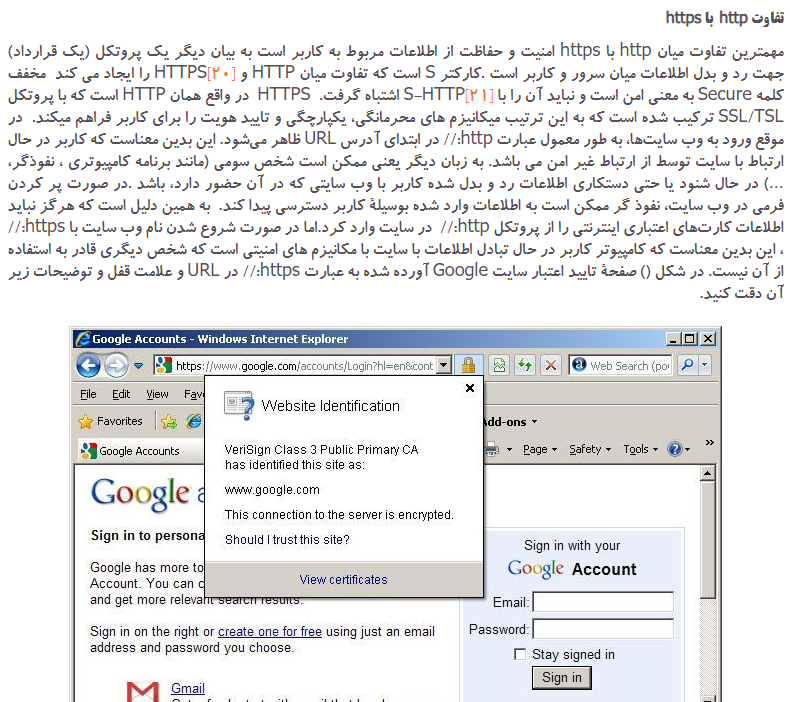 تفاوت http با https
مهمترین تفاوت میان http با https امنیت و حفاظت از اطلاعات مربوط به کاربر است به بیان دیگر یک پروتکل (یک قرارداد)
جهت رد و بدل اطلاعات میان سرور و کاربر است .کارکتر S است که تفاوت میان HTTP و HTTPS[۲۰] را ایجاد می کند مخفف
کلمه Secure به معنی امن است و نباید آن را با S-HTTP[۲۱] اشتباه گرفت. HTTPS در واقع همان HTTP است که با پروتکل
SSL/TSL ترکیب شده است که به این ترتیب میکانیزم های محرمانگی، یکپارچگی و تایید هویت را برای کاربر فراهم میکند. در
موقع ورود به وب سایت‌ها، به طور معمول عبارت http:// در ابتدای آدرس URL ظاهر می‌شود. این بدین معناست که کاربر در حال
ارتباط با سایت توسط از ارتباط غیر امن می باشد. به زبان دیگر یعنی ممکن است شخص سومی (مانند برنامه کامپیوتری ، نفوذگر،
...) در حال شنود یا حتی دستکاری اطلاعات رد و بدل شده کاربر با وب سایتی که در آن حضور دارد، باشد .در صورت پر کردن
فرمی در وب سایت، نفوذ گر ممکن است به اطلاعات وارد شده بوسیلۀ کاربر دسترسی پیدا کند. به همین دلیل است که هرگز نباید
اطلاعات کارت‌های اعتباری اینترنتی را از پروتکل http:// در سایت وارد کرد.اما در صورت شروع شدن نام وب سایت با https://
، این بدین معناست که کامپیوتر کاربر در حال تبادل اطلاعات با سایت با مکانیزم های امنیتی است که شخص دیگری قادر به استفاده
از آن نیست. در شکل () صفحۀ تایید اعتبار سایت Google آورده شده به عبارت https:// در URL و علامت قفل و توضیحات زیر
آن دقت کنید.
Google Accounts - Windows Internet Explorer
https://www.google.com/accounts/Login?hl=en&cont
Web Search (po
File Edit View Fav
Favorites
Add-ons
Google Accounts
Page Safety Tools
Website Identification
VeriSign Class 3 Public Primary CA
has identified this site as:
www.google.com
This connection to the server is encrypted.
Should I trust this site?
View certificates
Google a
Sign in to persona
Google has more to
Account. You can c
and get more relevant search results.
Sign in on the right or create one for free using just an email
address and password you choose.
Gmail
Sign in with your
Google Account
Email:
Password:
Stay signed in
Sign in